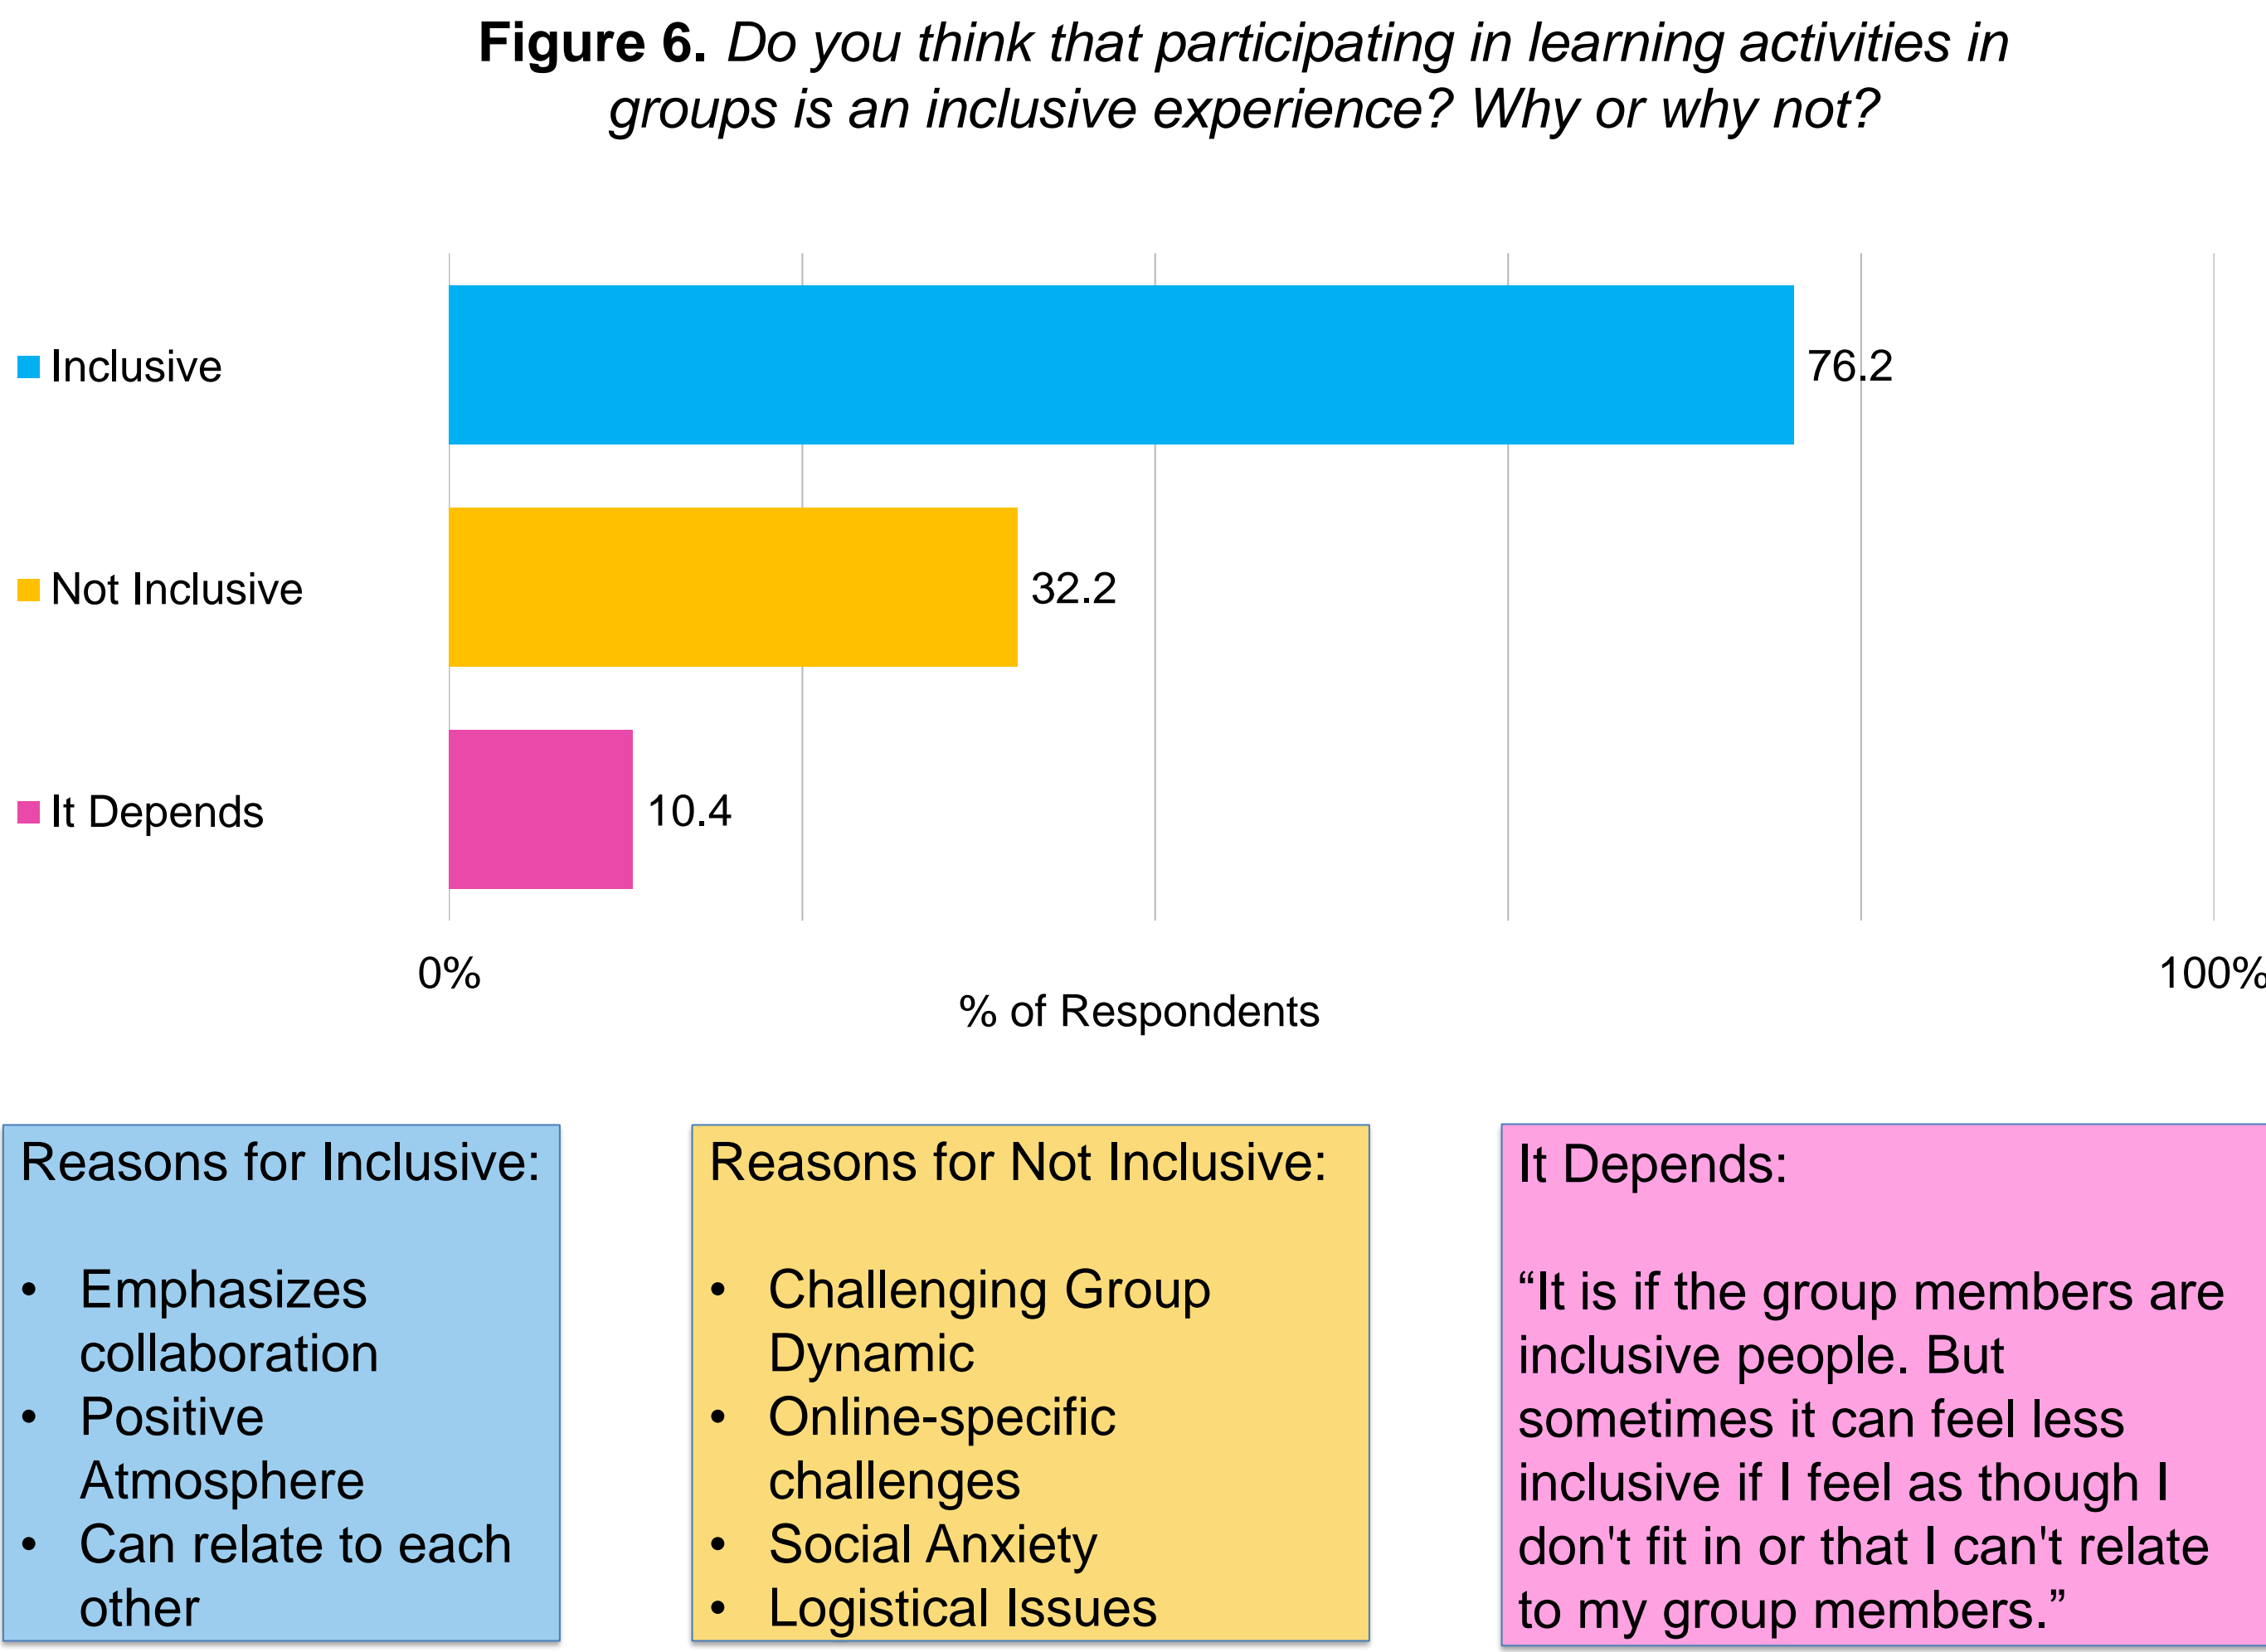 Figure 6. Do you think that participating in learning activities in
groups is an inclusive experience? Why or why not?
Inclusive
76.2
Not Inclusive
32.2
It Depends
10.4
0%
100%
% of Respondents
Reasons for Inclusive:
• Emphasizes
collaboration
• Positive
Atmosphere
• Can relate to each
other
Reasons for Not Inclusive:
• Challenging Group
Dynamic
• Online-specific
challenges
• Social Anxiety
• Logistical Issues
It Depends:
“It is if the group members are
inclusive people. But
sometimes it can feel less
inclusive if I feel as though I
don't fit in or that I can't relate
to my group members.”